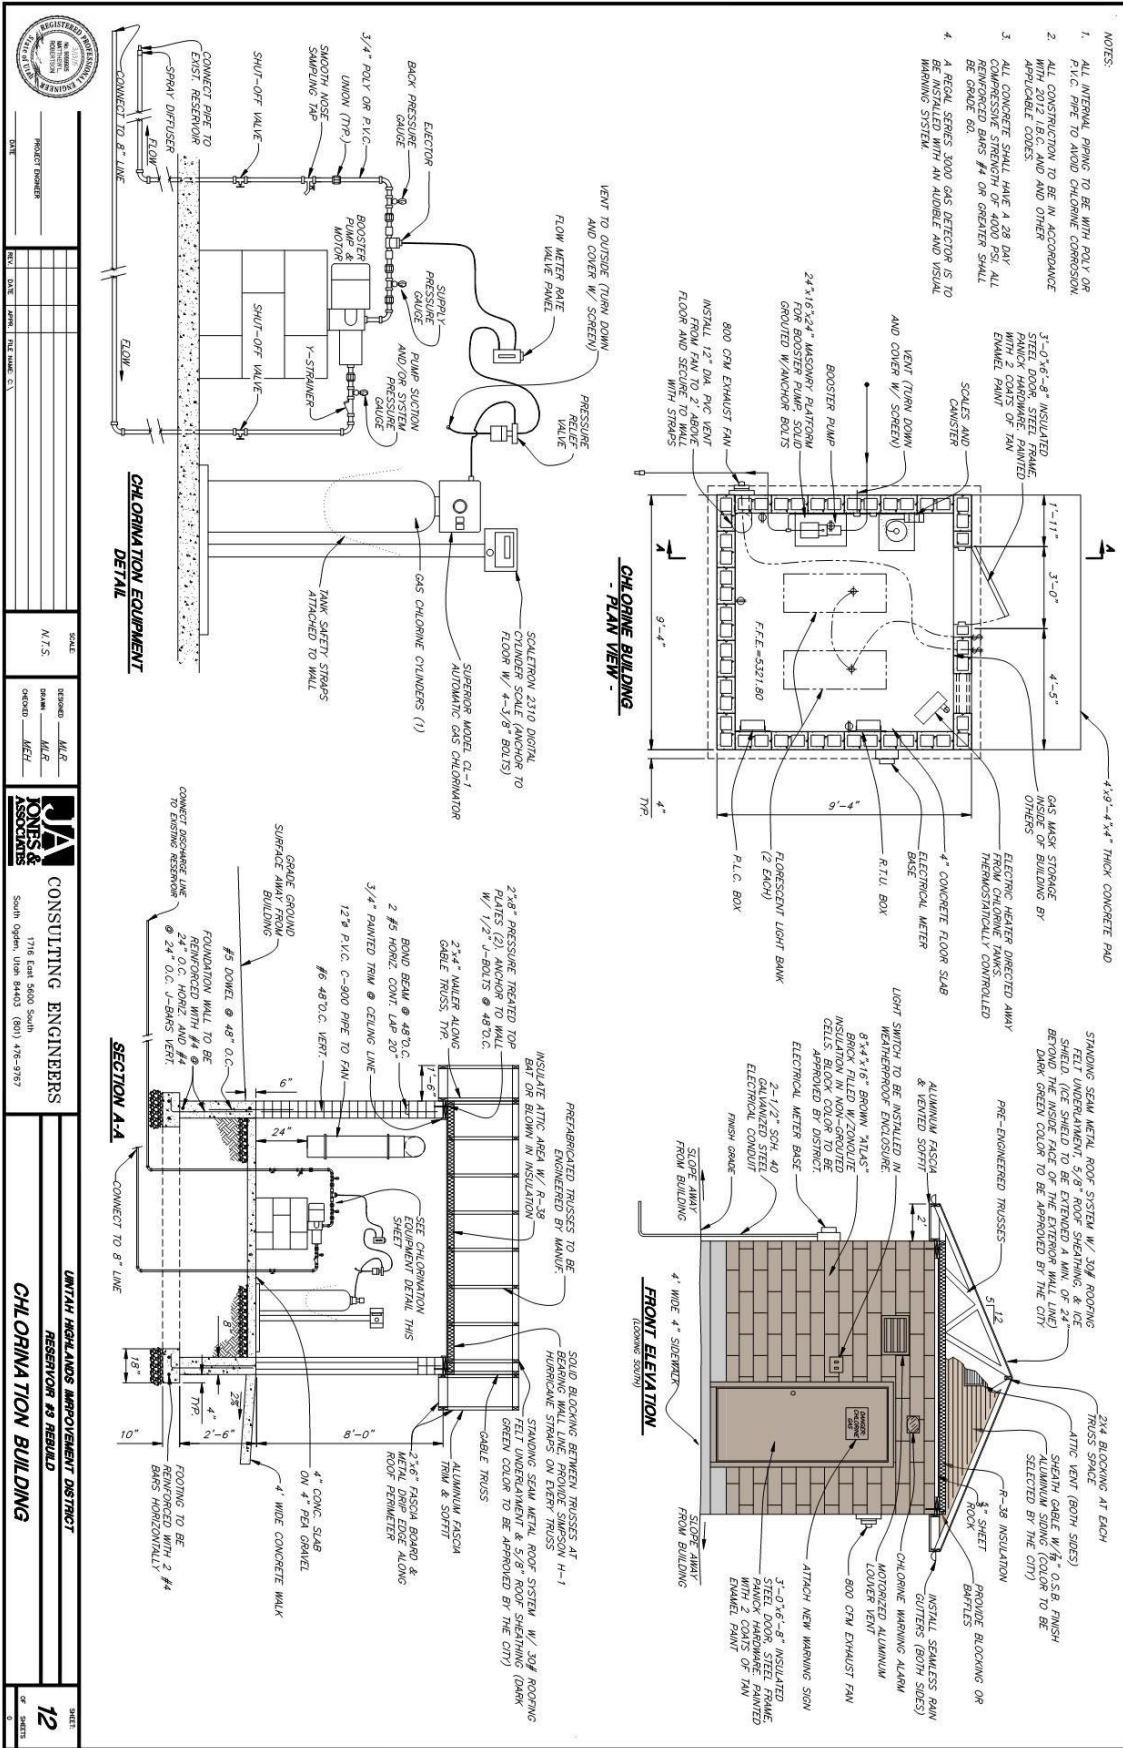 NOTES:
1. ALL INTERNAL PIPING TO BE WITH POLY OR
P.V.C. PIPE TO AVOID CHLORINE CORROSION.
2. ALL CONSTRUCTION TO BE IN ACCORDANCE
WITH 2012 I.B.C. AND AND OTHER
APPLICABLE CODES.
3. ALL CONCRETE SHALL HAVE A 28 DAY
COMPRESSIVE STRENGTH OF 4000 PSI. ALL
REINFORCED BARS #4 OR GREATER SHALL
BE GRADE 60.
4. A REGAL SERIES 3000 GAS DETECTOR IS TO
BE INSTALLED WITH AN AUDIBLE AND VISUAL
WARNING SYSTEM.
3'-0"x6'-8" INSULATED
STEEL DOOR, STEEL FRAME,
PANICK HARDWARE, PAINTED
WITH 2 COATS OF TAN
ENAMEL PAINT
SCALES AND
CANISTER
VENT (TURN DOWN
AND COVER W/ SCREEN)
BOOSTER PUMP
24"x16"x24" MASONRY PLATFORM
FOR BOOSTER PUMP, SOLID
GROUTED W/ANCHOR BOLTS
800 CFM EXHAUST FAN
INSTALL 12" DIA. PVC VENT
FROM FAN TO 2' ABOVE
FLOOR AND SECURE TO WALL
WITH STRAPS
A
1'-11"
3'-0"
4'-5"
F.F.E.=5321.80
A
9'-4"
4"
TYP.
9'-4"
4'x9'-4"x4" THICK CONCRETE PAD
GAS MASK STORAGE
INSIDE OF BUILDING BY
OTHERS
ELECTRIC HEATER DIRECTED AWAY
FROM CHLORINE TANKS.
THERMOSTATICALLY CONTROLLED
4" CONCRETE FLOOR SLAB
ELECTRICAL METER
BASE
R.T.U. BOX
FLORESCENT LIGHT BANK
(2 EACH)
P.L.C. BOX
CHLORINE BUILDING
- PLAN VIEW -
STANDING SEAM METAL ROOF SYSTEM W/ 30# ROOFING
FELT UNDERLAYMENT, 5/8" ROOF SHEATHING, & ICE
SHIELD. (ICE SHIELD TO BE EXTENDED A MIN. OF 24"
BEYOND THE INSIDE FACE OF THE EXTERIOR WALL LINE)
DARK GREEN COLOR TO BE APPROVED BY THE CITY
PRE-ENGINEERED TRUSSES
ALUMINUM FASCIA
& VENTED SOFFIT
LIGHT SWITCH TO BE INSTALLED IN
WEATHERPROOF ENCLOSURE
8"x4"x16" BROWN "ATLAS"
BRICK FILLED W/ZONOLITE
INSULATION IN NON-GROUTED
CELLS. BLOCK COLOR TO BE
APPROVED BY DISTRICT.
ELECTRICAL METER BASE
2-1/2" SCH. 40
GALVANIZED STEEL
ELECTRICAL CONDUIT
FINISH GRADE
SLOPE AWAY
FROM BUILDING
2'
5
12
2X4 BLOCKING AT EACH
TRUSS SPACE
ATTIC VENT (BOTH SIDES)
SHEATH GABLE W/ 7/16" O.S.B. FINISH
ALUMINUM SIDING (COLOR TO BE
SELECTED BY THE CITY)
R-38 INSULATION
SHEET
ROCK
PROVIDE BLOCKING OR
BAFFLES
INSTALL SEAMLESS RAIN
GUTTERS (BOTH SIDES)
CHLORINE WARNING ALARM
MOTORIZED ALUMINUM
LOUVER VENT
800 CFM EXHAUST FAN
ATTACH NEW WARNING SIGN
3'-0"x6'-8" INSULATED
STEEL DOOR, STEEL FRAME,
PANICK HARDWARE, PAINTED
WITH 2 COATS OF TAN
ENAMEL PAINT
DANGER
CHLORINE
GAS
SLOPE AWAY
FROM BUILDING
4' WIDE 4" SIDEWALK
FRONT ELEVATION
(LOOKING SOUTH)
VENT TO OUTSIDE (TURN DOWN
AND COVER W/ SCREEN)
FLOW METER RATE
VALVE PANEL
PRESSURE
RELIEF
VALVE
EJECTOR
BACK PRESSURE
GAUGE
3/4" POLY OR P.V.C.
UNION (TYP.)
SMOOTH NOSE
SAMPLING TAP
SHUT-OFF VALVE
CONNECT PIPE TO
EXIST. RESERVOIR
SPRAY DIFFUSER
FLOW
CONNECT TO 8" LINE
BOOSTER
PUMP &
MOTOR
SUPPLY
PRESSURE
GAUGE
PUMP SUCTION
AND/OR SYSTEM
PRESSURE
GAUGE
Y-STRAINER
SHUT-OFF VALVE
FLOW
SCALETRON 2310 DIGITAL
CYLINDER SCALE (ANCHOR TO
FLOOR W/ 4-3/8" BOLTS)
SUPERIOR MODEL CL-1
AUTOMATIC GAS CHLORINATOR
GAS CHLORINE CYLINDERS (1)
TANK SAFETY STRAPS
ATTACHED TO WALL
CHLORINATION EQUIPMENT
DETAIL
PREFABRICATED TRUSSES TO BE
ENGINEERED BY MANUF.
INSULATE ATTIC AREA W/ R-38
BAT OR BLOWN IN INSULATION
2"x8" PRESSURE TREATED TOP
PLATES (2), ANCHOR TO WALL
W/ 1/2" J-BOLTS @ 48"O.C.
2"x4" NAILER ALONG
GABLE TRUSS, TYP.
BOND BEAM @ 48"O.C.
2 #5 HORIZ. CONT. LAP 20"
3/4" PAINTED TRIM @ CEILING LINE
12"ø P.V.C. C-900 PIPE TO FAN
#6 48"O.C. VERT.
GRADE GROUND
SURFACE AWAY FROM
BUILDING
#5 DOWEL @ 48" O.C.
FOUNDATION WALL TO BE
REINFORCED WITH #4 @
24" O.C. HORIZ. AND #4
@ 24" O.C. J-BARS VERT.
CONNECT DISCHARGE LINE
TO EXISTING RESERVOIR
1'-6"
6"
24"
SEE CHLORINATION
EQUIPMENT DETAIL THIS
SHEET
8"
CONNECT TO 8" LINE
SOLID BLOCKING BETWEEN TRUSSES AT
BEARING WALL LINE. PROVIDE SIMPSON H-1
HURRICANE STRAPS ON EVERY TRUSS
STANDING SEAM METAL ROOF SYSTEM W/ 30# ROOFING
FELT UNDERLAYMENT & 5/8" ROOF SHEATHING (DARK
GREEN COLOR TO BE APPROVED BY THE CITY)
GABLE TRUSS
ALUMINUM FASCIA
TRIM & SOFFIT
2"x6" FASCIA BOARD &
METAL DRIP EDGE ALONG
ROOF PERIMETER
8'-0"
2'-6"
10"
18"
4"
TYP.
2%
4" CONC. SLAB
ON 4" PEA GRAVEL
4' WIDE CONCRETE WALK
FOOTING TO BE
REINFORCED WITH 2 #4
BARS HORIZONTALLY
SECTION A-A
REGISTERED PROFESSIONAL ENGINEER
MATTHEW
ROBERTSON
STATE OF UTAH
PROJECT ENGINEER
DATE
REV.
DATE
APPR.
FILE NAME: C:\
SCALE:
N.T.S.
DESIGNED MLR
DRAWN MLR
CHECKED MEH
JA
JONES &
ASSOCIATES
CONSULTING ENGINEERS
1716 East 5600 South
South Ogden, Utah 84403 (801) 476-9767
UINTAH HIGHLANDS IMRPOVEMENT DISTRICT
RESERVOIR #3 REBUILD
CHLORINATION BUILDING
SHEET:
12
OF SHEETS
0